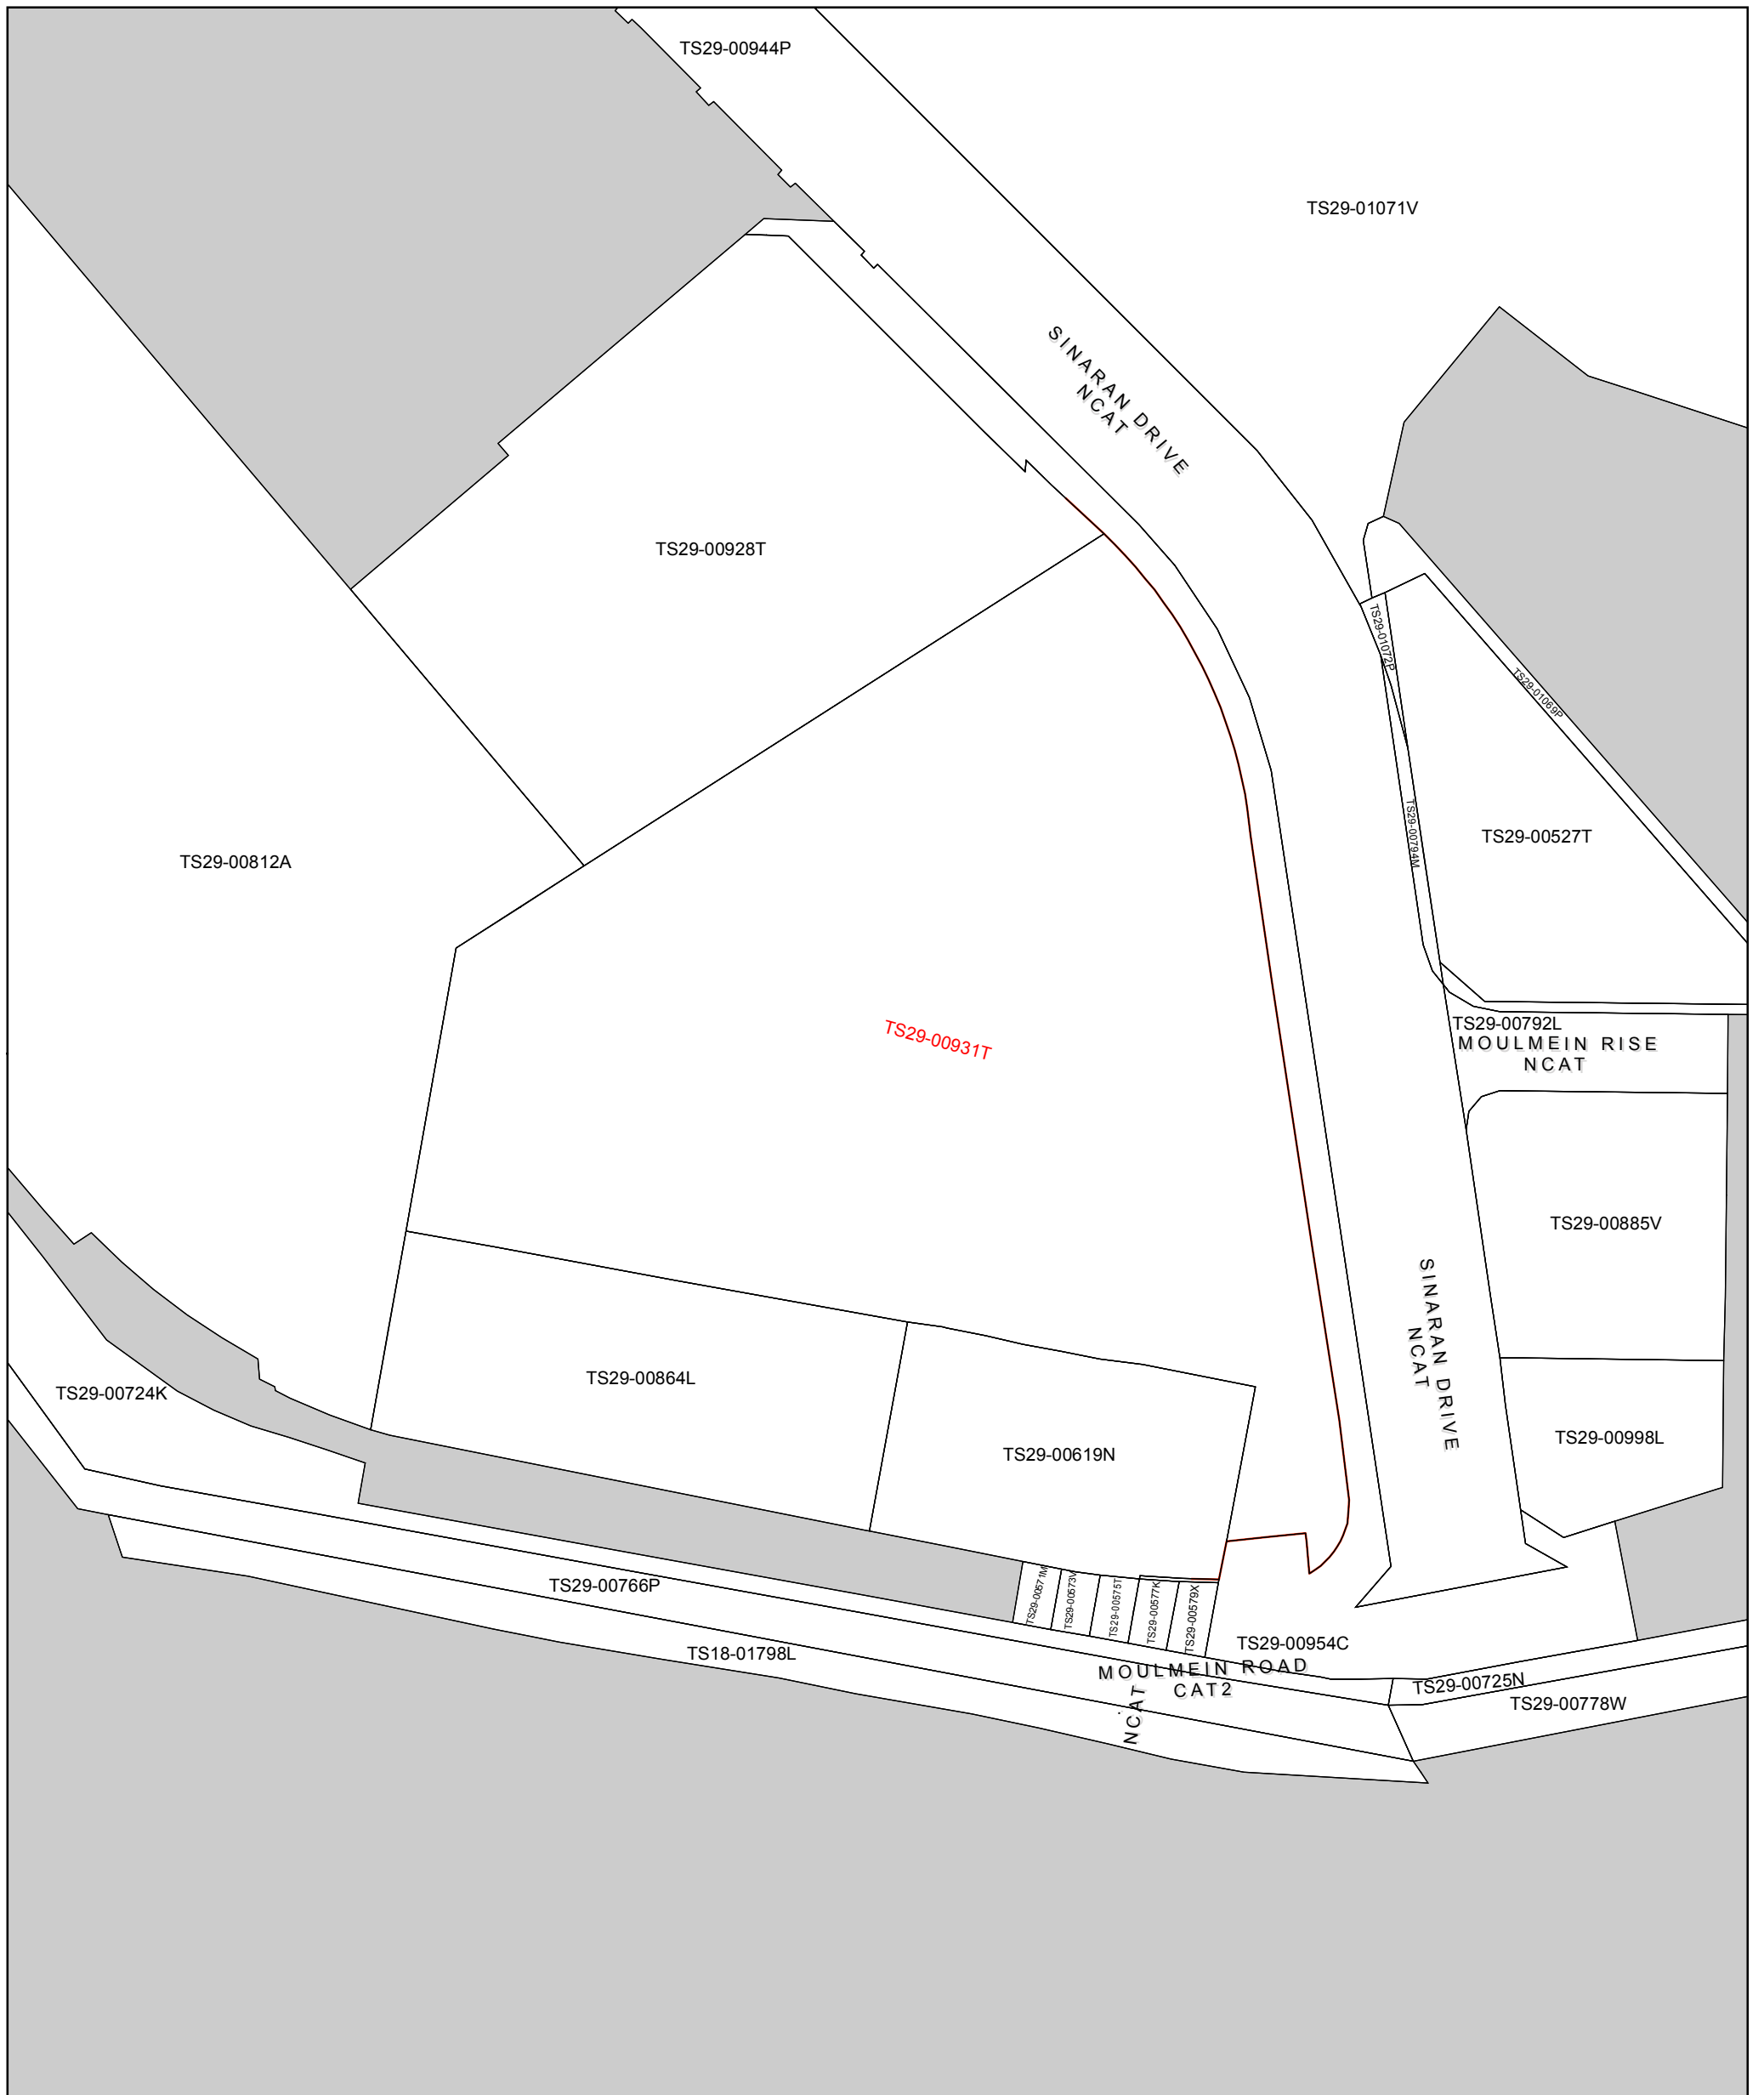 TS29-00944P
TS29-01071V
SINARAN DRIVE
NCAT
TS29-00928T
TS29-01072P
TS29-01069P
TS29-00794M
TS29-00527T
TS29-00812A
TS29-00931T
TS29-00792L
MOULMEIN RISE
NCAT
TS29-00885V
SINARAN DRIVE
NCAT
TS29-00864L
TS29-00724K
TS29-00998L
TS29-00619N
TS29-00766P
TS29-00571M
TS29-00573V
TS29-00575T
TS29-00577K
TS29-00579X
TS29-00954C
TS18-01798L
MOULMEIN ROAD
CAT2
NCAT
TS29-00725N
TS29-00778W